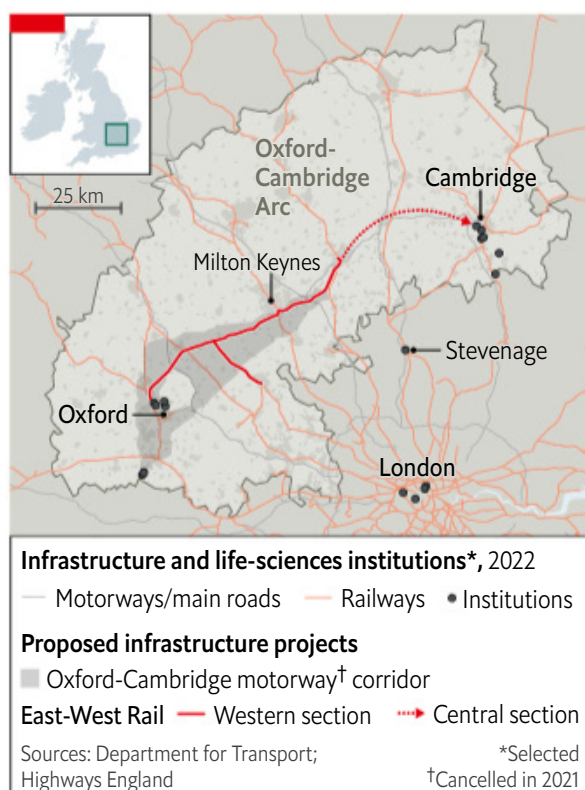 Oxford-
Cambridge
Arc
Cambridge
25 km
Milton Keynes
Stevenage
Oxford
London
Infrastructure and life-sciences institutions*, 2022
Motorways/main roads Railways Institutions
Proposed infrastructure projects
Oxford-Cambridge motorway† corridor
East-West Rail Western section Central section
Sources: Department for Transport; *Selected
Highways England †Cancelled in 2021